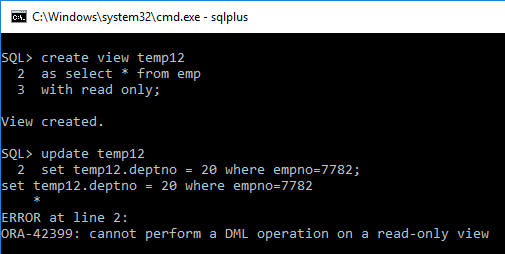 C:\Windows\system32\cmd.exe - sqlplus
SQL> create view temp12
  2  as select * from emp
  3  with read only;
View created.
SQL> update temp12
  2  set temp12.deptno = 20 where empno=7782;
set temp12.deptno = 20 where empno=7782
    *
ERROR at line 2:
ORA-42399: cannot perform a DML operation on a read-only view